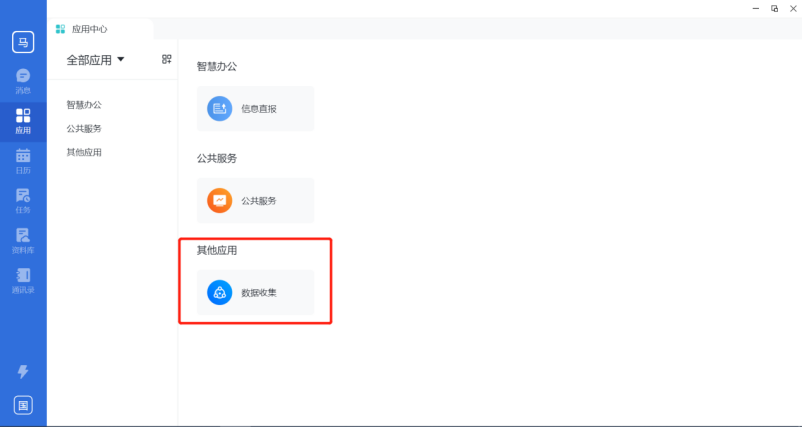 应用中心
马
消息
应用
日历
任务
资料库
通讯录
国
全部应用
智慧办公
公共服务
其他应用
智慧办公
信息直报
公共服务
公共服务
其他应用
数据收集